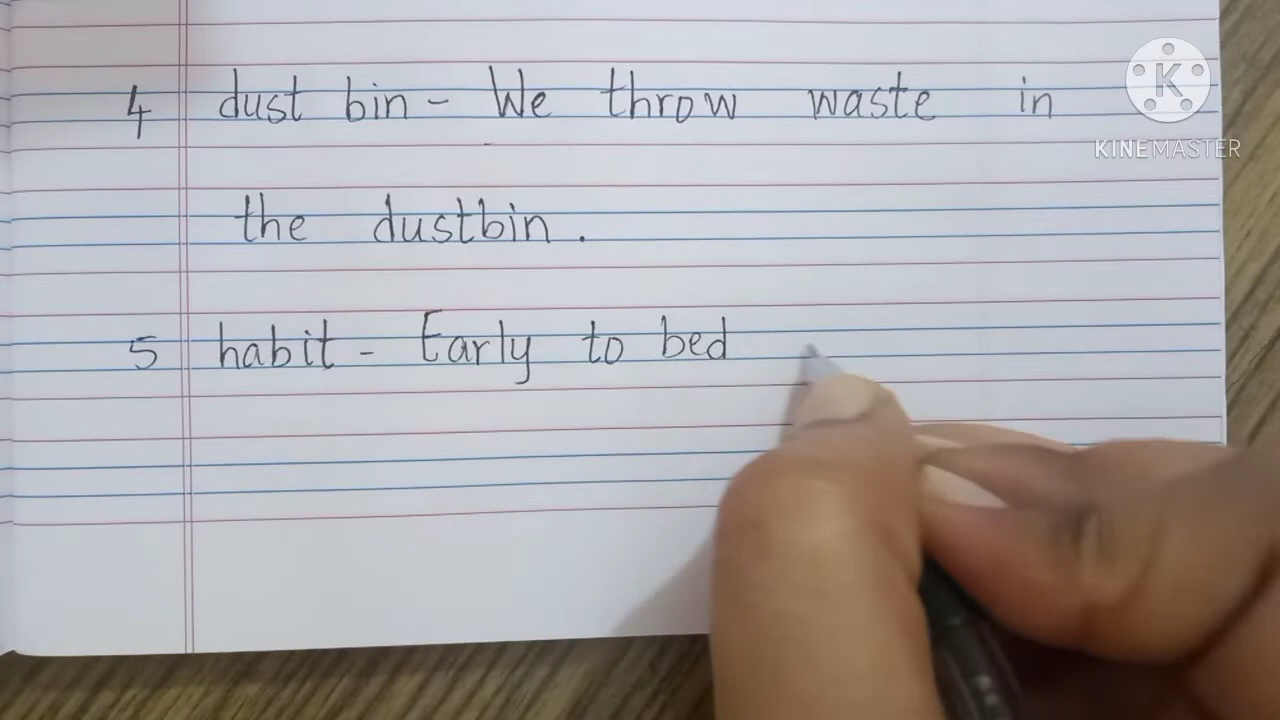 4 dust bin - We throw waste in
the dustbin.
5 habit - Early to bed
K
KINEMASTER